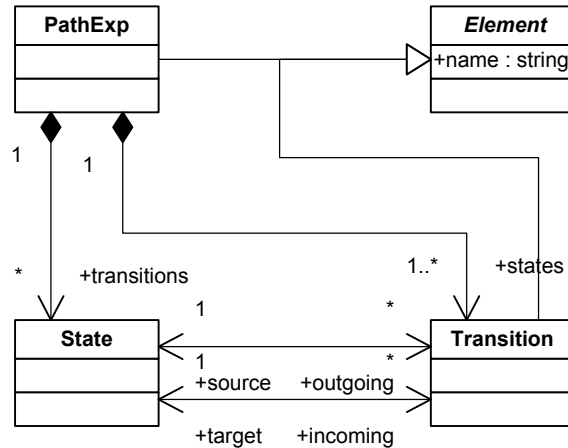 PathExp
Element
+name : string
1
1
*
+transitions
1..*
+states
1
*
State
Transition
1
*
+source
+outgoing
+target
+incoming